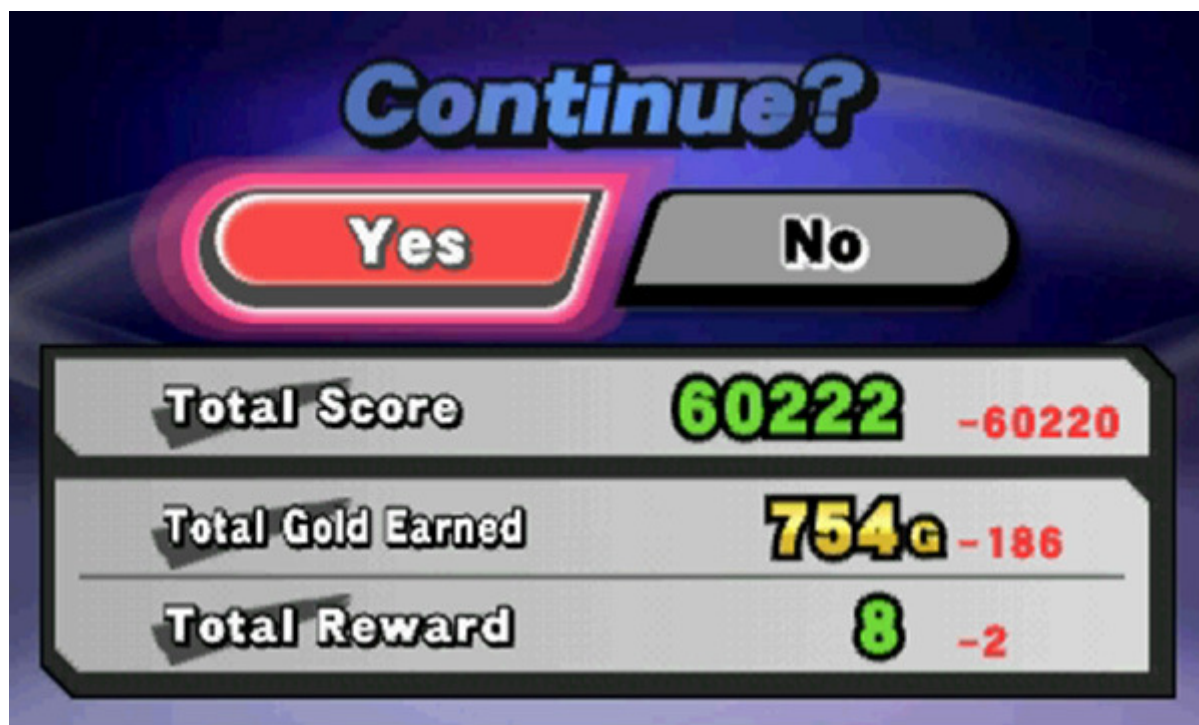 Continue?
Yes No
Total Score 60222 -60220
Total Gold Earned 754G -186
Total Reward 8 -2